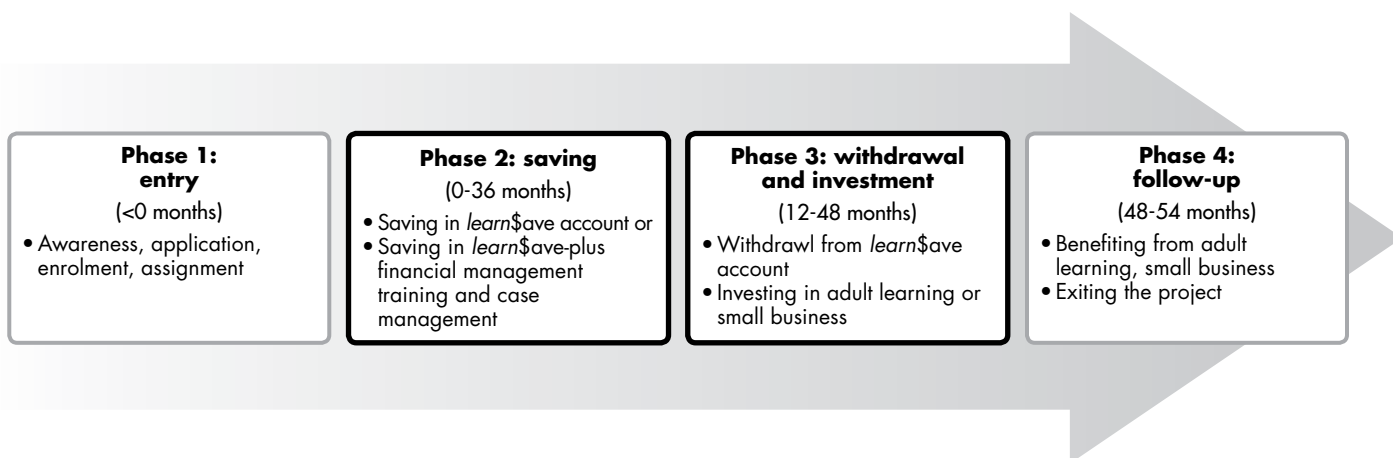 Phase 1:
entry
(<0 months)
• Awareness, application,
enrolment, assignment
Phase 2: saving
(0-36 months)
• Saving in learn$ave account or
• Saving in learn$ave-plus
financial management
training and case
management
Phase 3: withdrawal
and investment
(12-48 months)
• Withdrawl from learn$ave
account
• Investing in adult learning or
small business
Phase 4:
follow-up
(48-54 months)
• Benefiting from adult
learning, small business
• Exiting the project